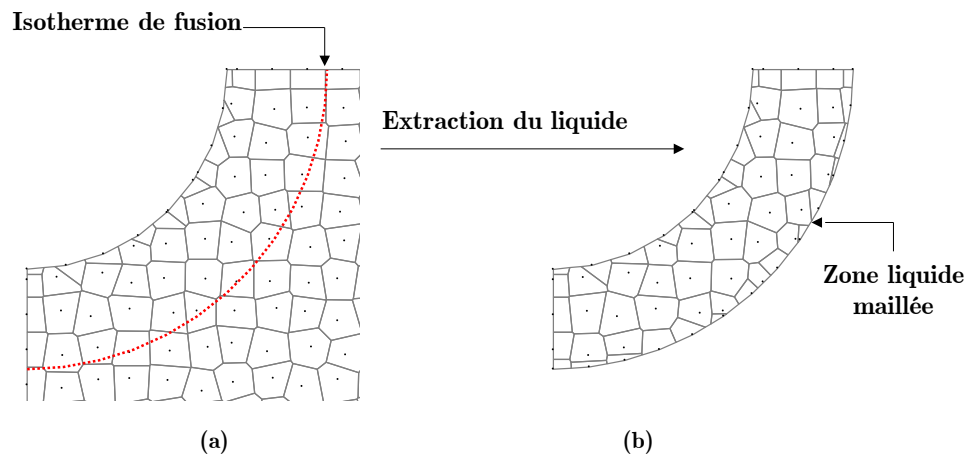 Isotherme de fusion
Extraction du liquide
Zone liquide
maillée
(a)
(b)